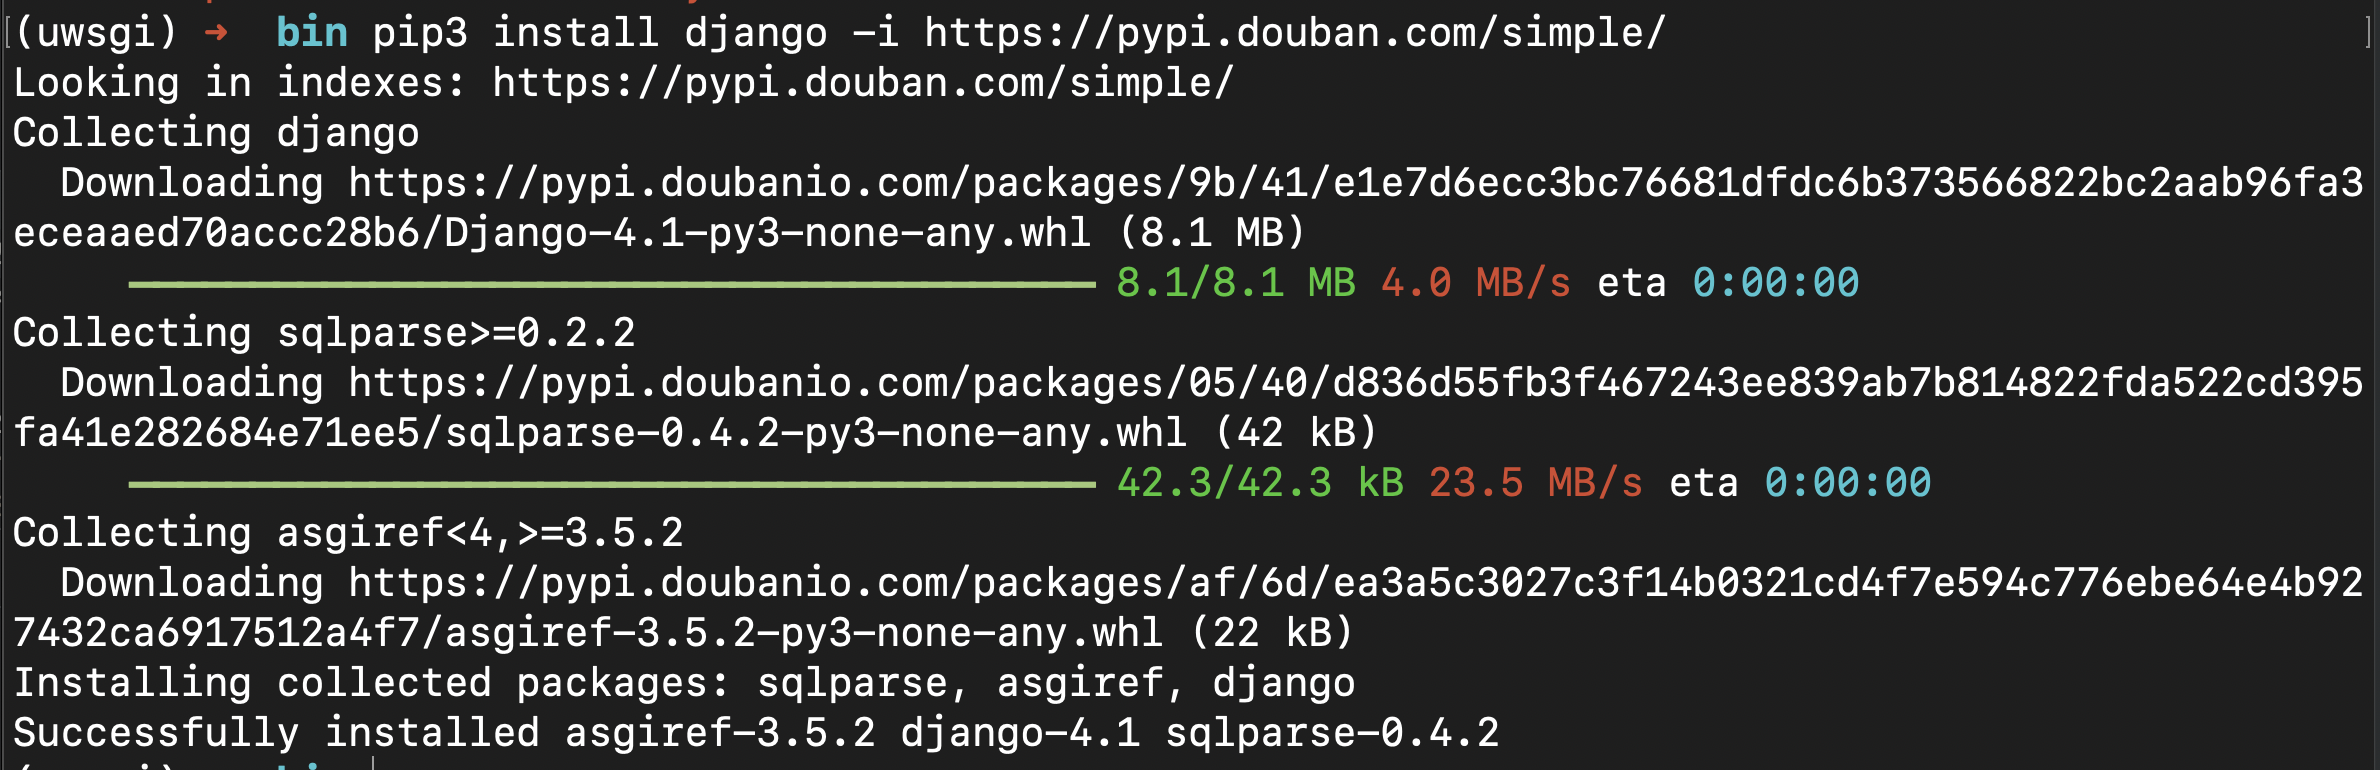 (uwsgi) ➜  bin pip3 install django -i https://pypi.douban.com/simple/
Looking in indexes: https://pypi.douban.com/simple/
Collecting django
  Downloading https://pypi.doubanio.com/packages/9b/41/e1e7d6ecc3bc76681dfdc6b373566822bc2aab96fa3
eceaaed70accc28b6/Django-4.1-py3-none-any.whl (8.1 MB)
8.1/8.1 MB 4.0 MB/s eta 0:00:00
Collecting sqlparse>=0.2.2
  Downloading https://pypi.doubanio.com/packages/05/40/d836d55fb3f467243ee839ab7b814822fda522cd395
fa41e282684e71ee5/sqlparse-0.4.2-py3-none-any.whl (42 kB)
42.3/42.3 kB 23.5 MB/s eta 0:00:00
Collecting asgiref<4,>=3.5.2
  Downloading https://pypi.doubanio.com/packages/af/6d/ea3a5c3027c3f14b0321cd4f7e594c776ebe64e4b92
7432ca6917512a4f7/asgiref-3.5.2-py3-none-any.whl (22 kB)
Installing collected packages: sqlparse, asgiref, django
Successfully installed asgiref-3.5.2 django-4.1 sqlparse-0.4.2